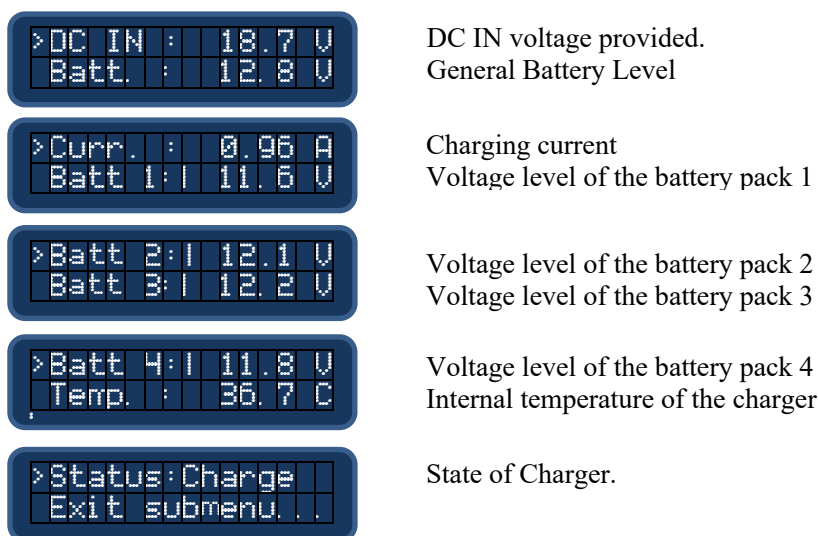 >DC IN : 18.7 V
DC IN voltage provided.
Batt. : 12.8 V
General Battery Level
>Curr. : 0.96 A
Charging current
Batt 1:| 11.6 V
Voltage level of the battery pack 1
>Batt 2:| 12.1 V
Voltage level of the battery pack 2
Batt 3:| 12.2 V
Voltage level of the battery pack 3
>Batt 4:| 11.8 V
Voltage level of the battery pack 4
Temp. : 36.7 C
Internal temperature of the charger
>Status:Charge
State of Charger.
Exit submenu...